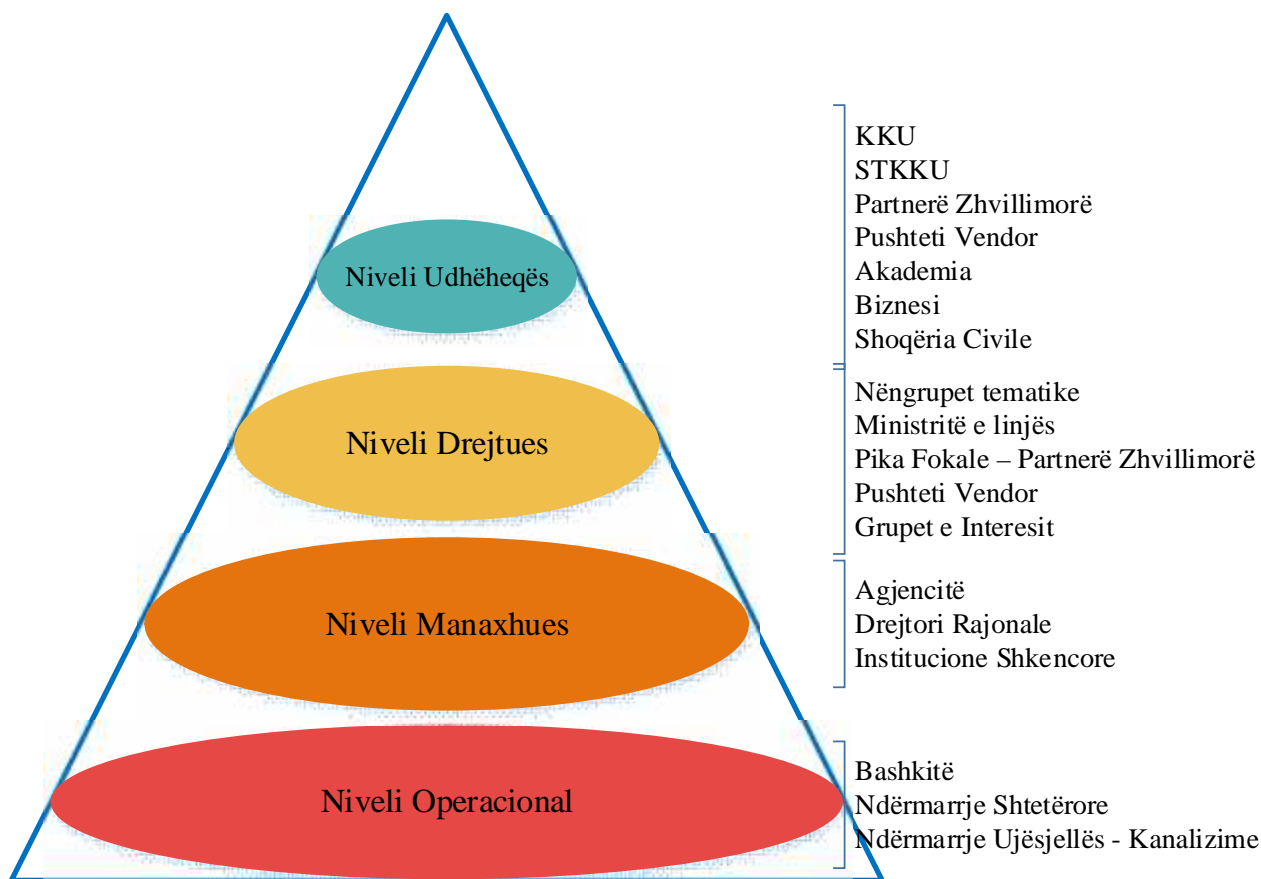 KKU
STKKU
Partnerë Zhvillimorë
Pushteti Vendor
Akademia
Biznesi
Shoqëria Civile
Niveli Udhëheqës
Nëngrupet tematike
Ministritë e linjës
Pika Fokale – Partnerë Zhvillimorë
Pushteti Vendor
Grupet e Interesit
Niveli Drejtues
Agjencitë
Drejtori Rajonale
Institucione Shkencore
Niveli Manaxhues
Bashkitë
Ndërmarrje Shtetërore
Ndërmarrje Ujësjellës - Kanalizime
Niveli Operacional